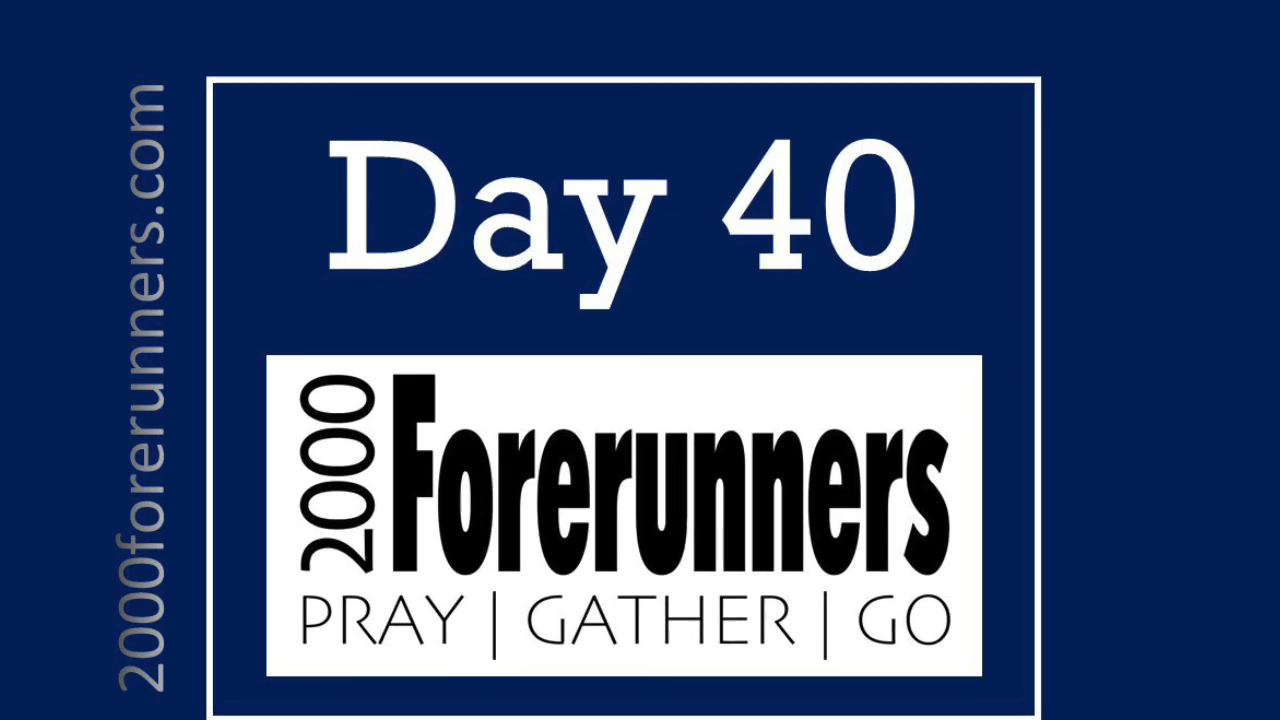 2000forerunners.com
Day 40
2000
Forerunners
PRAY | GATHER | GO